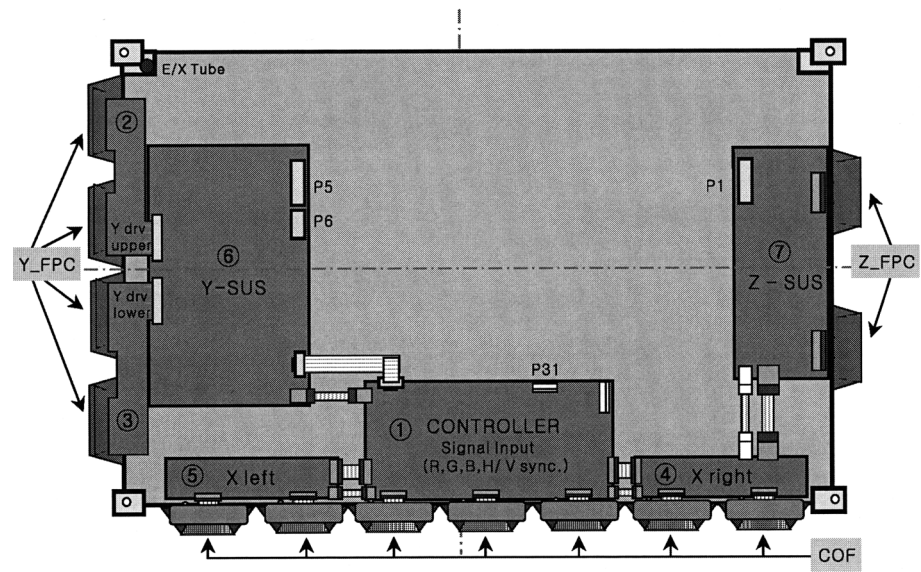 E/X Tube
②
P5
P1
P6
Y drv
upper
Y_FPC
⑥
Y-SUS
⑦
Z - SUS
Z_FPC
Y drv
lower
P31
③
① CONTROLLER
Signal Input
(R,G,B,H/ V sync.)
⑤ X left
④ X right
COF